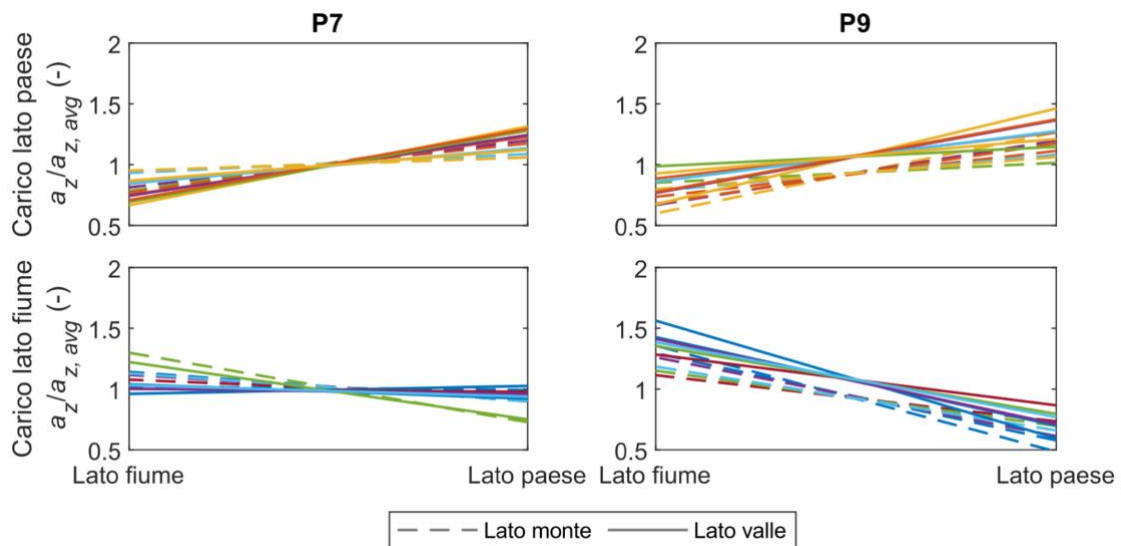 P7
P9
Carico lato paese
a_z/a_{z, avg} (-)
2
1.5
1
0.5
2
1.5
1
0.5
Carico lato fiume
a_z/a_{z, avg} (-)
2
1.5
1
0.5
2
1.5
1
0.5
Lato fiume
Lato paese
Lato fiume
Lato paese
Lato monte
Lato valle